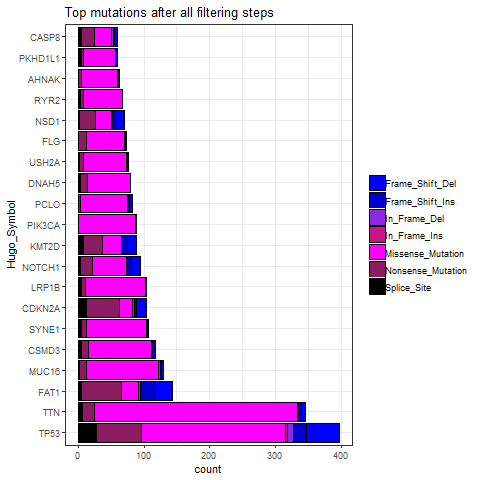 Top mutations after all filtering steps
CASP8
PKHD1L1
AHNAK
RYR2
NSD1
FLG
USH2A
DNAH5
PCLO
PIK3CA
KMT2D
NOTCH1
LRP1B
CDKN2A
SYNE1
CSMD3
MUC16
FAT1
TTN
TP53
Hugo_Symbol
0 100 200 300 400
count
Frame_Shift_Del
Frame_Shift_Ins
In_Frame_Del
In_Frame_Ins
Missense_Mutation
Nonsense_Mutation
Splice_Site